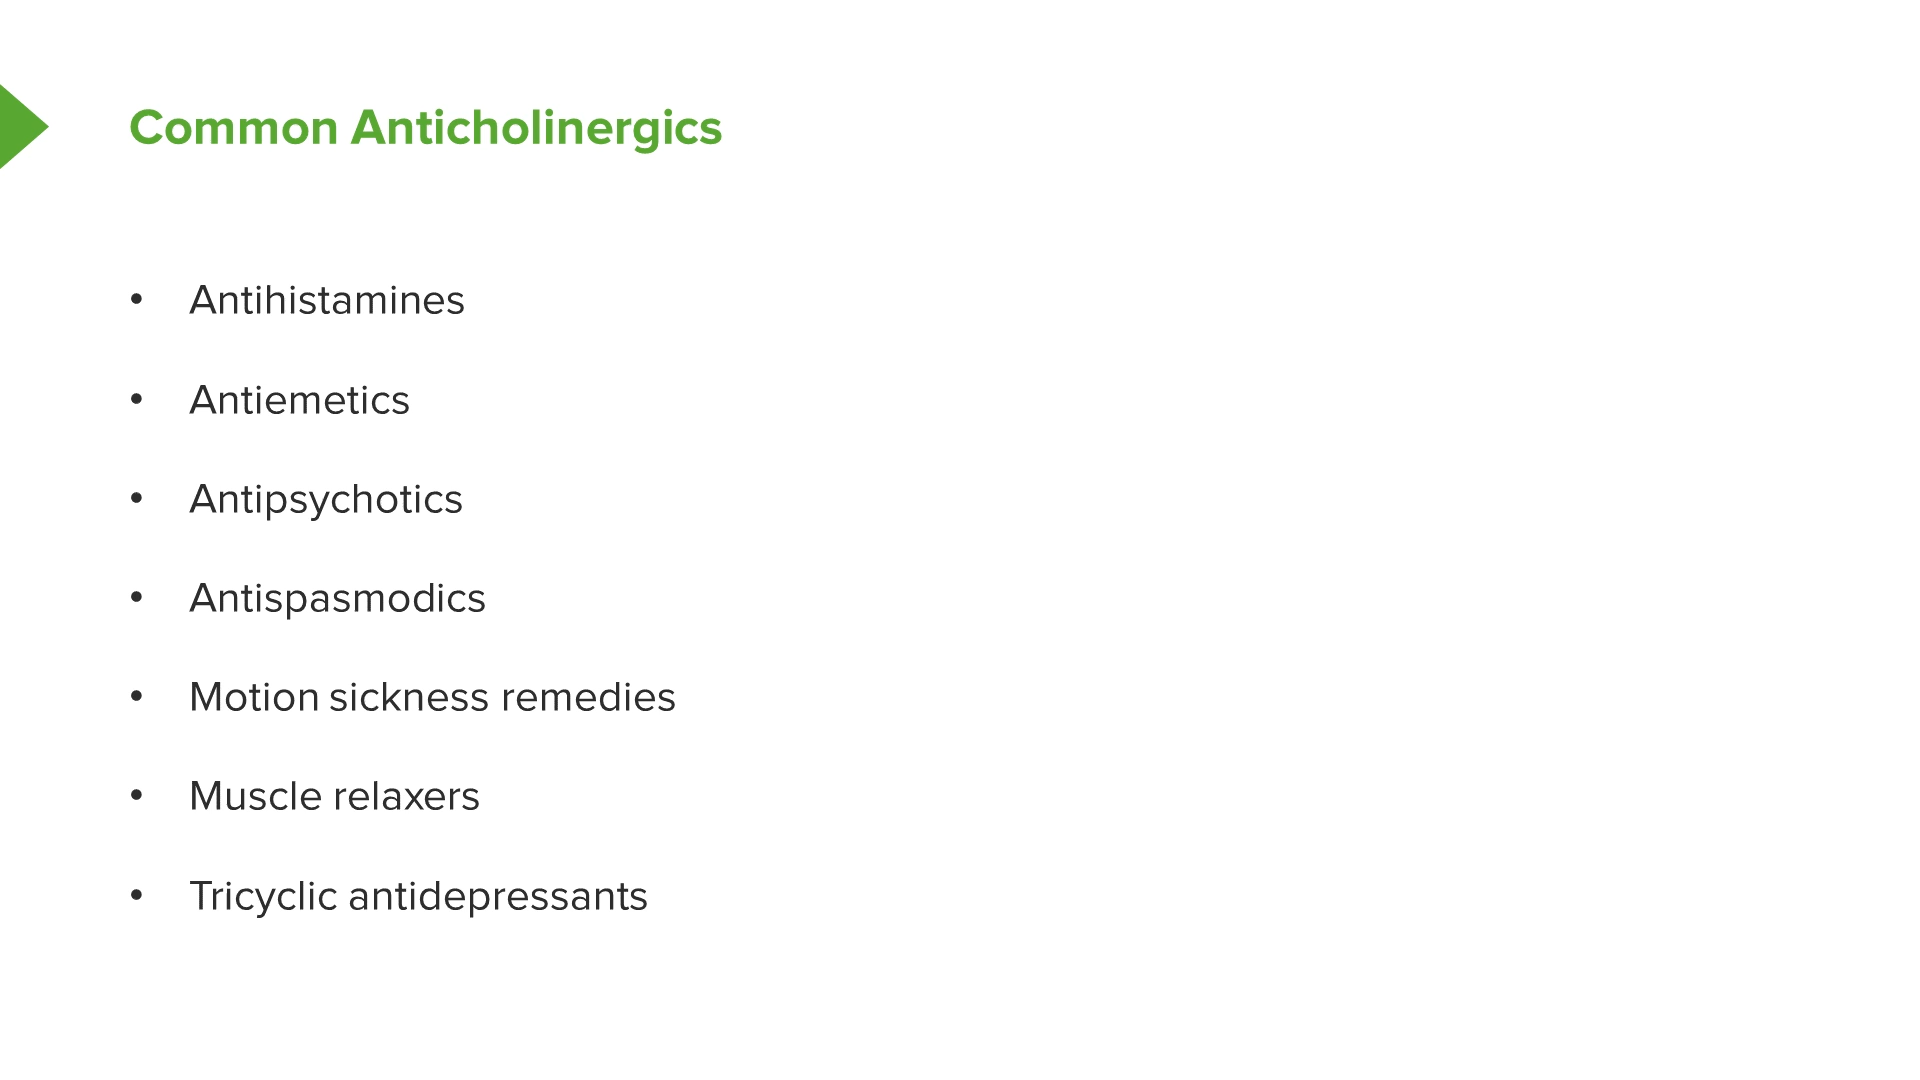 Common Anticholinergics
• Antihistamines
• Antiemetics
• Antipsychotics
• Antispasmodics
• Motion sickness remedies
• Muscle relaxers
• Tricyclic antidepressants